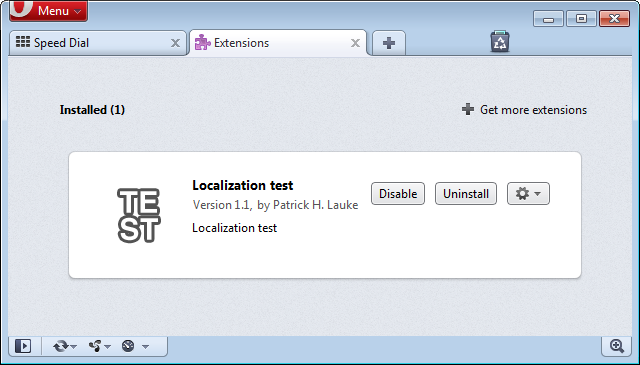 Menu
Speed Dial
Extensions
Installed (1)
Get more extensions
TE
ST
Localization test
Version 1.1, by Patrick H. Lauke
Localization test
Disable
Uninstall